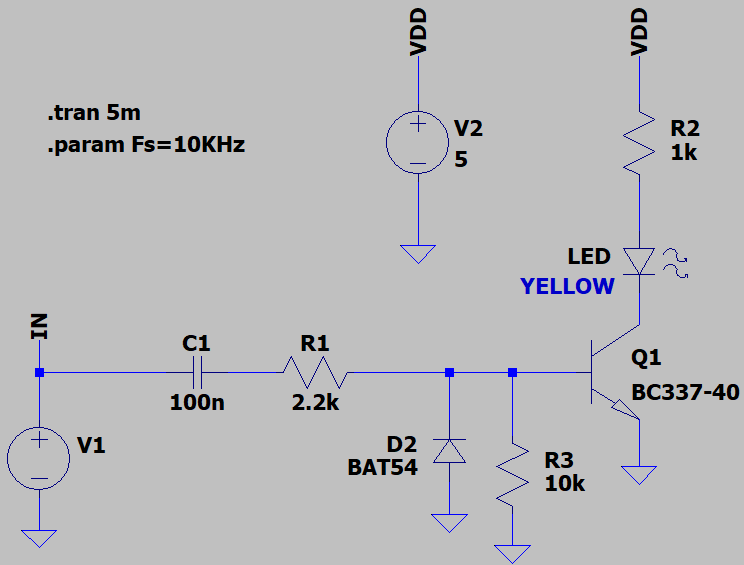 VDD
VDD
.tran 5m
.param Fs=10KHz
V2
5
R2
1k
LED
YELLOW
IN
C1
100n
R1
2.2k
Q1
BC337-40
V1
D2
BAT54
R3
10k